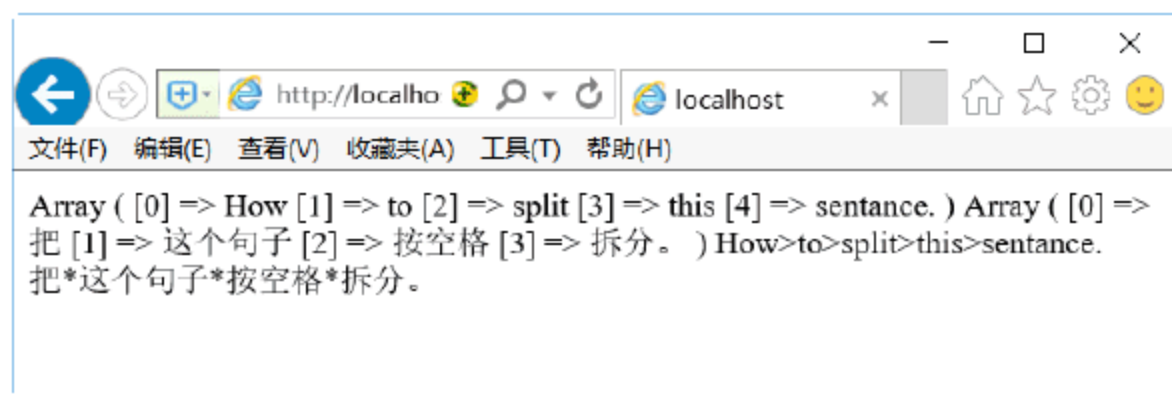 http://localho
localhost
文件(F) 编辑(E) 查看(V) 收藏夹(A) 工具(T) 帮助(H)
Array ( [0] => How [1] => to [2] => split [3] => this [4] => sentance. ) Array ( [0] =>
把 [1] => 这个句子 [2] => 按空格 [3] => 拆分。 ) How>to>split>this>sentance.
把*这个句子*按空格*拆分。